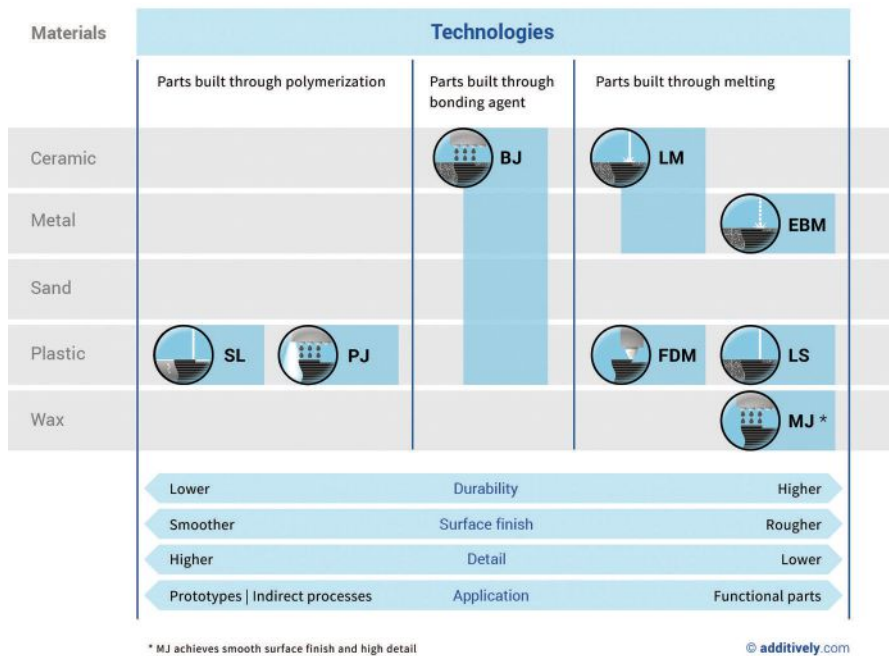 Materials
Technologies
Parts built through polymerization
Parts built through
bonding agent
Parts built through melting
Ceramic
BJ
LM
Metal
EBM
Sand
Plastic
SL
PJ
FDM
LS
Wax
MJ *
Lower Durability Higher
Smoother Surface finish Rougher
Higher Detail Lower
Prototypes | Indirect processes Application Functional parts
* MJ achieves smooth surface finish and high detail
© additively.com